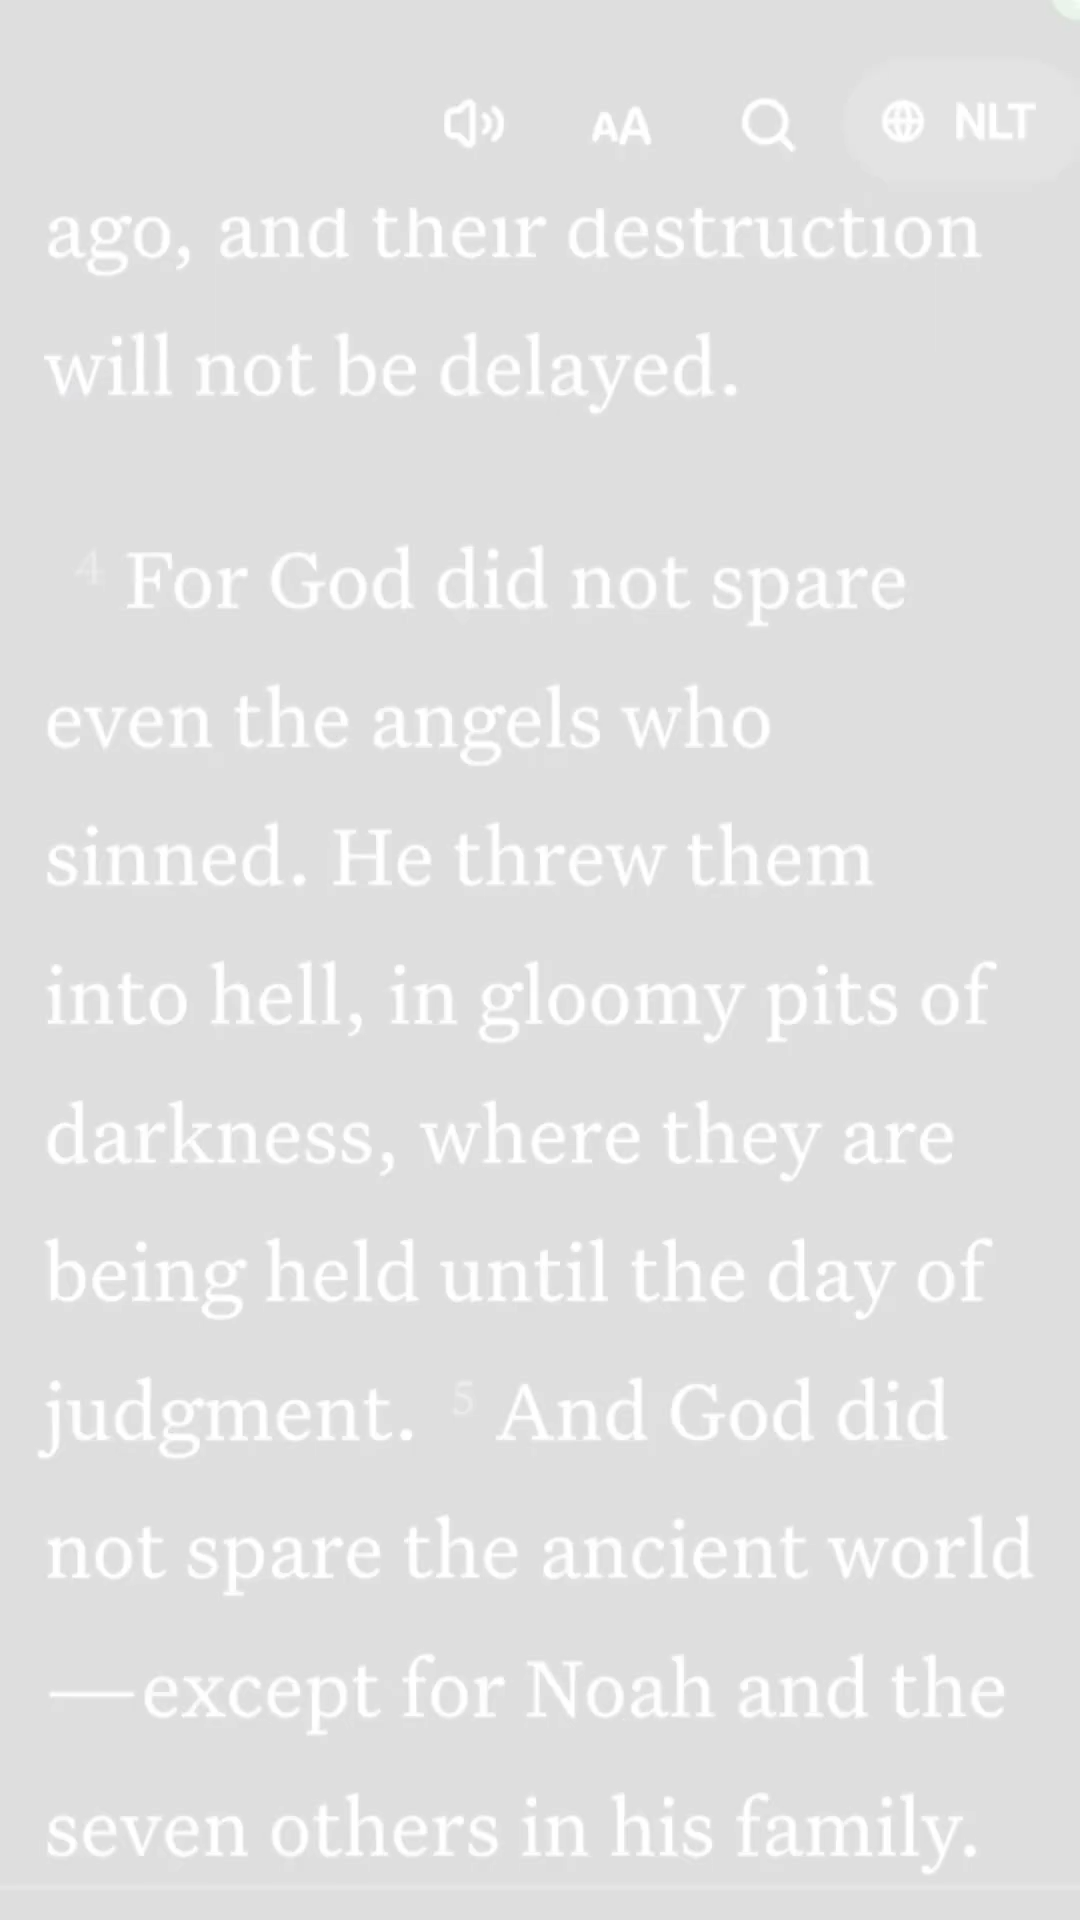 AA NLT
ago, and their destruction
will not be delayed.
4 For God did not spare
even the angels who
sinned. He threw them
into hell, in gloomy pits of
darkness, where they are
being held until the day of
judgment. 5 And God did
not spare the ancient world
—except for Noah and the
seven others in his family.